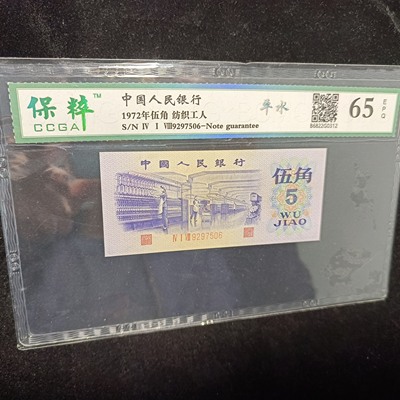 保粹™
CCGA
中国人民银行
1972年伍角 纺织工人
S/N Ⅳ Ⅰ Ⅷ9297506-Note guarantee
平水
65
EPQ
中国人民银行
伍角
5
WU
JIAO
Ⅳ Ⅰ Ⅷ 9297506